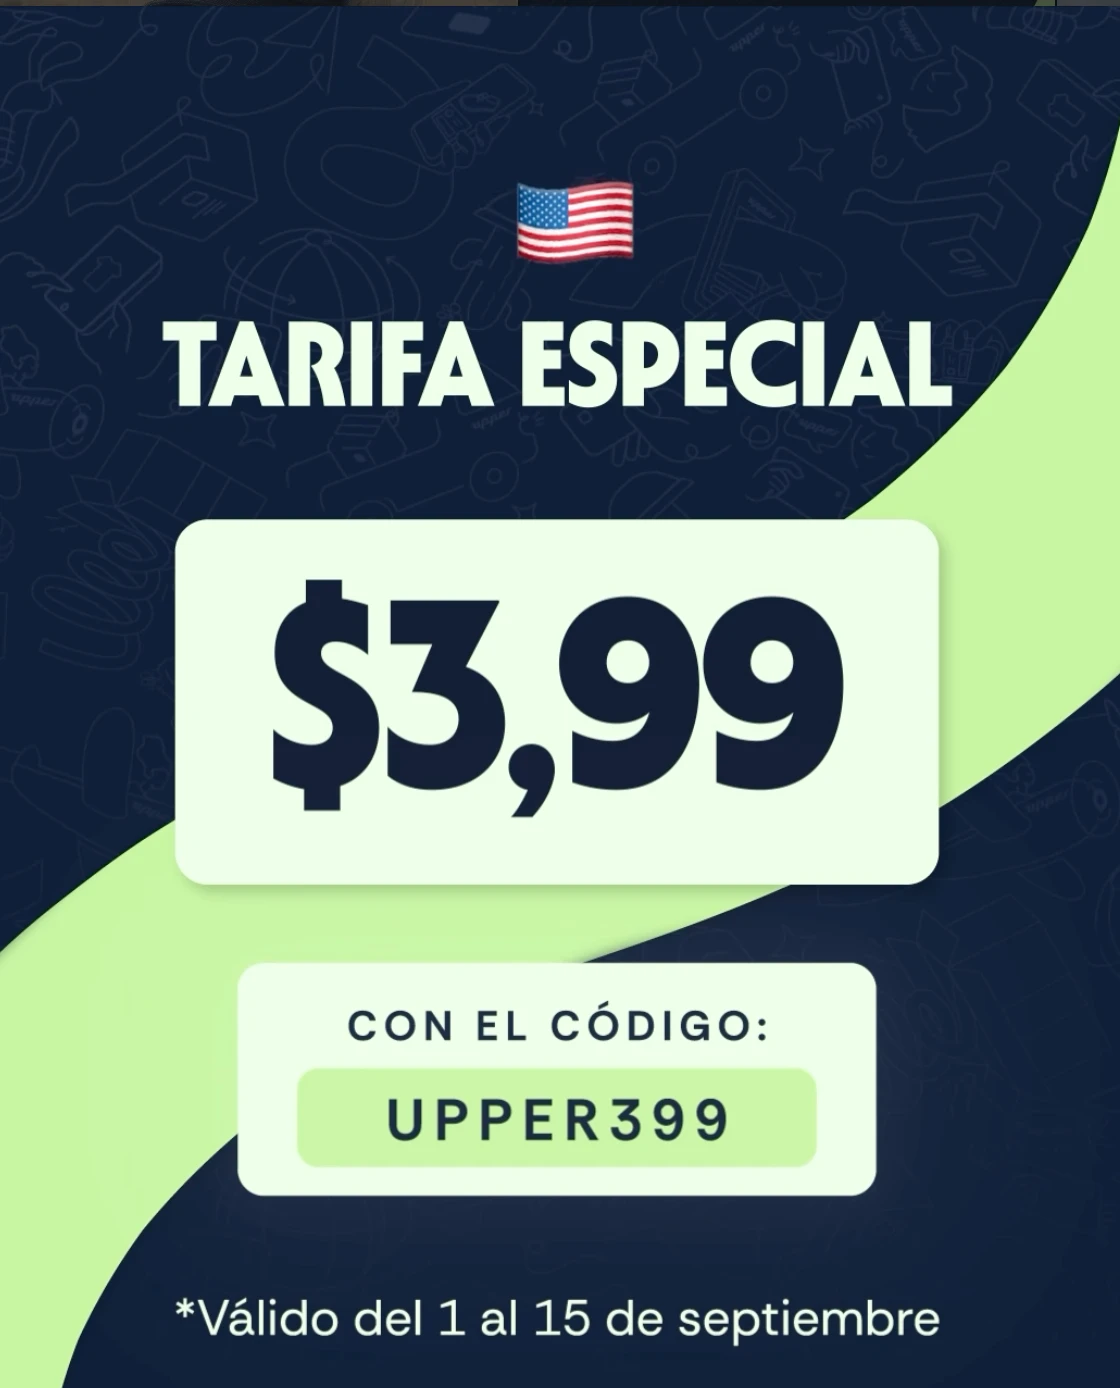 TARIFA ESPECIAL
$3,99
CON EL CÓDIGO:
UPPER399
*Válido del 1 al 15 de septiembre